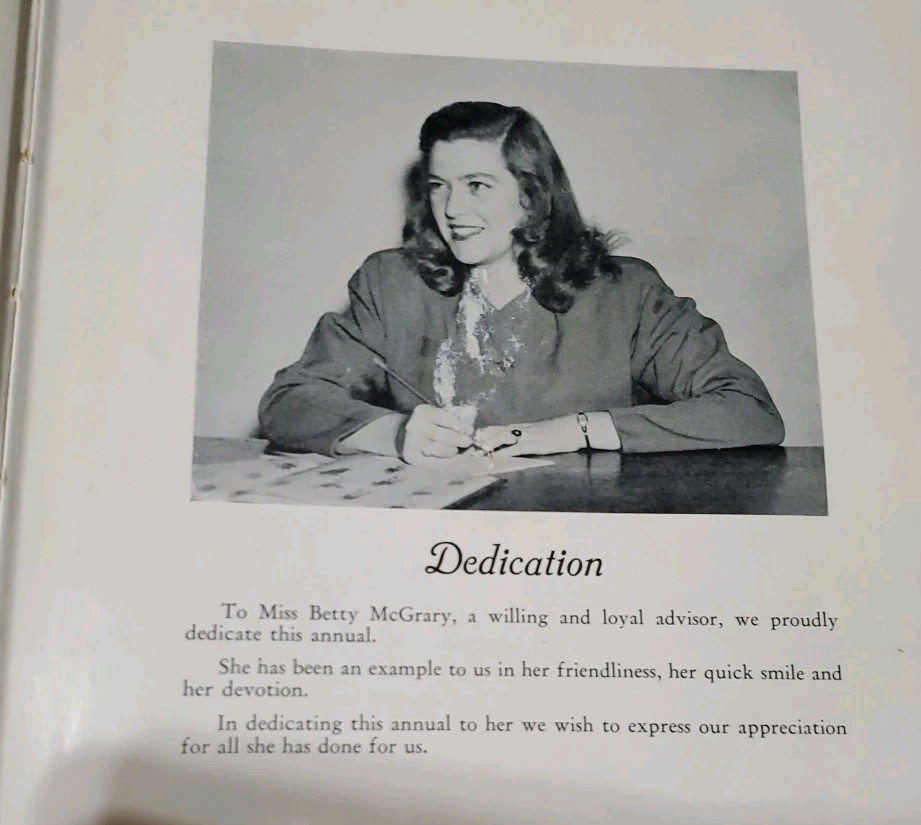 Dedication
To Miss Betty McGrary, a willing and loyal advisor, we proudly
dedicate this annual.
She has been an example to us in her friendliness, her quick smile and
her devotion.
In dedicating this annual to her we wish to express our appreciation
for all she has done for us.